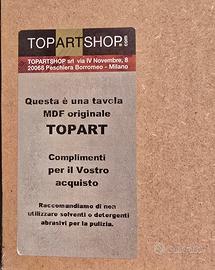 TOPARTSHOP.com
TOPARTSHOP srl via IV Novembre, 8
20068 Peschiera Borromeo - Milano
Questa è una tavola
MDF originale
TOPART
Complimenti
per il Vostro
acquisto
Raccomandiamo di non
utilizzare solventi o detergenti
abrasivi per la pulizia.
subito